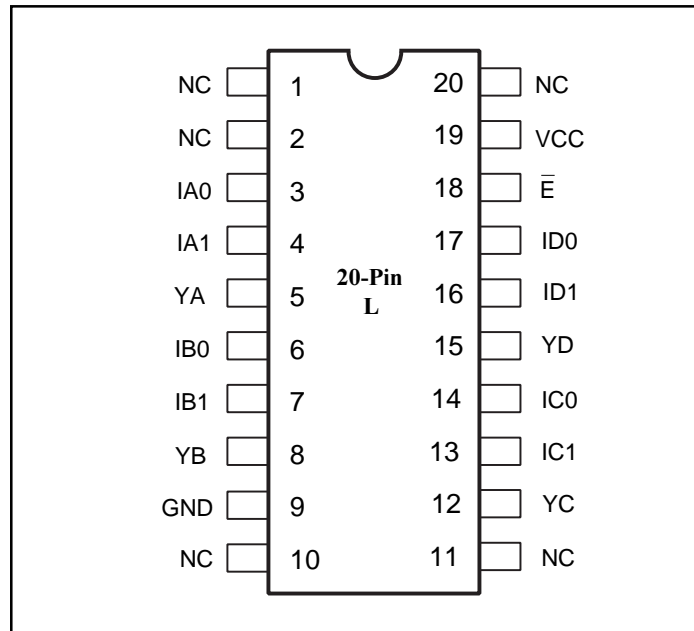 NC 1 20 NC
NC 2 19 VCC
IA0 3 18 E̅
IA1 4 17 ID0
YA 5 16 ID1
20-Pin
L
IB0 6 15 YD
IB1 7 14 IC0
YB 8 13 IC1
GND 9 12 YC
NC 10 11 NC